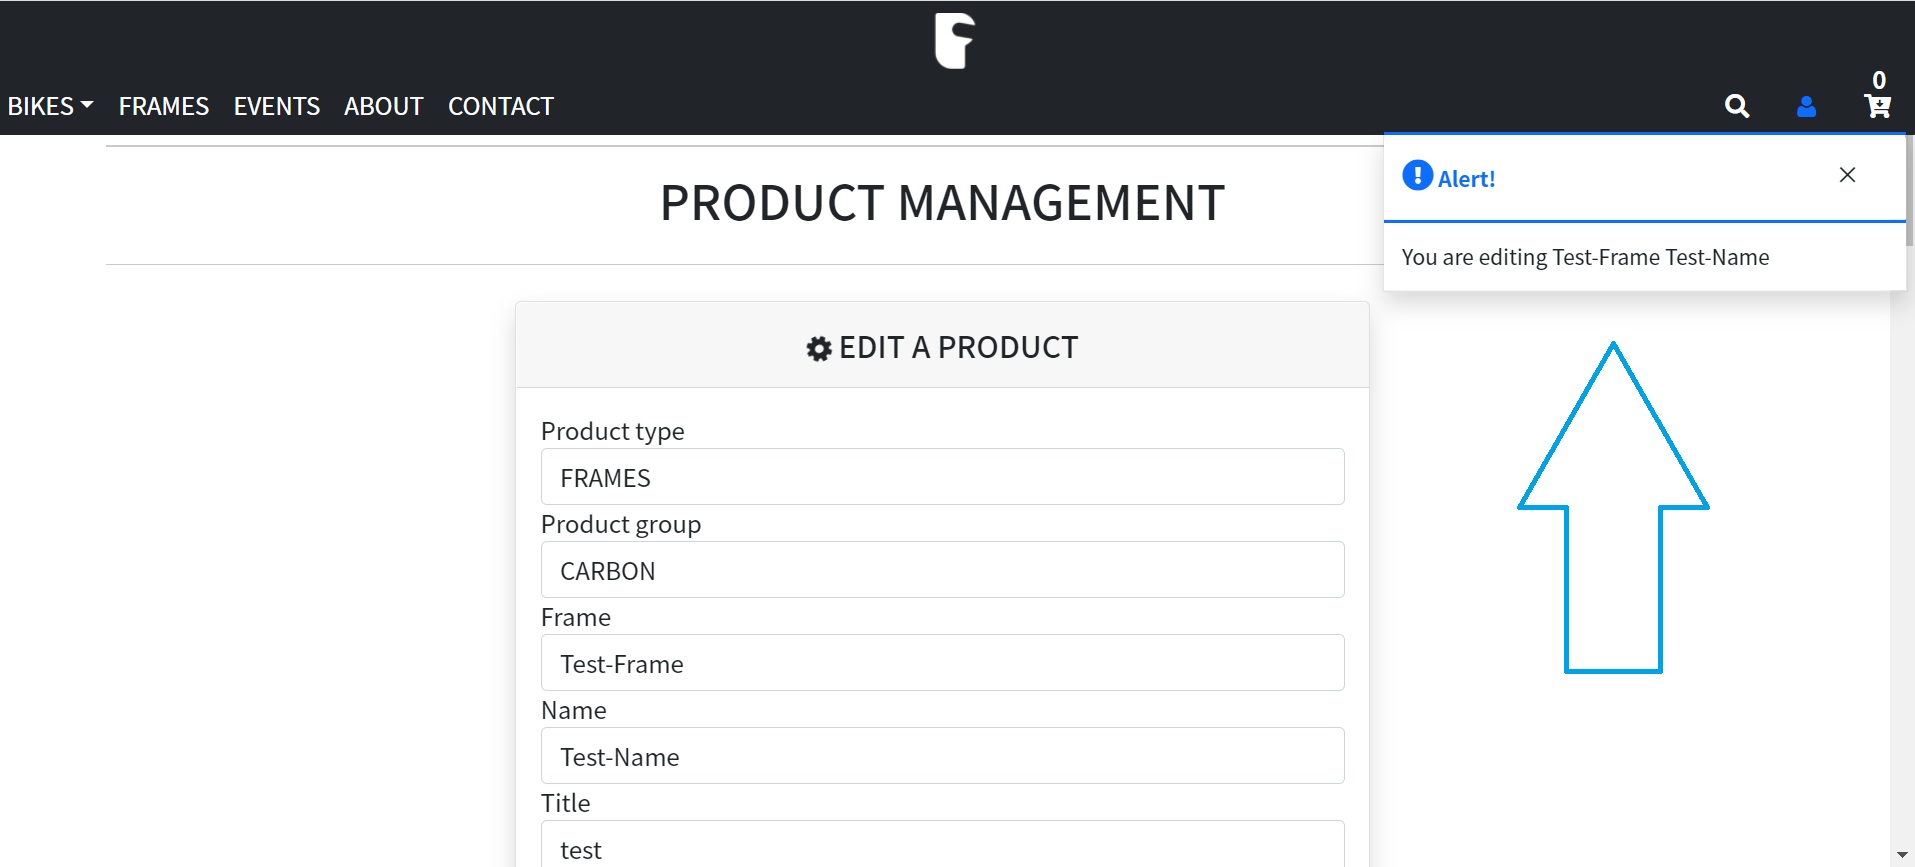 0
BIKES FRAMES EVENTS ABOUT CONTACT
Alert!
You are editing Test-Frame Test-Name
PRODUCT MANAGEMENT
EDIT A PRODUCT
Product type
FRAMES
Product group
CARBON
Frame
Test-Frame
Name
Test-Name
Title
test